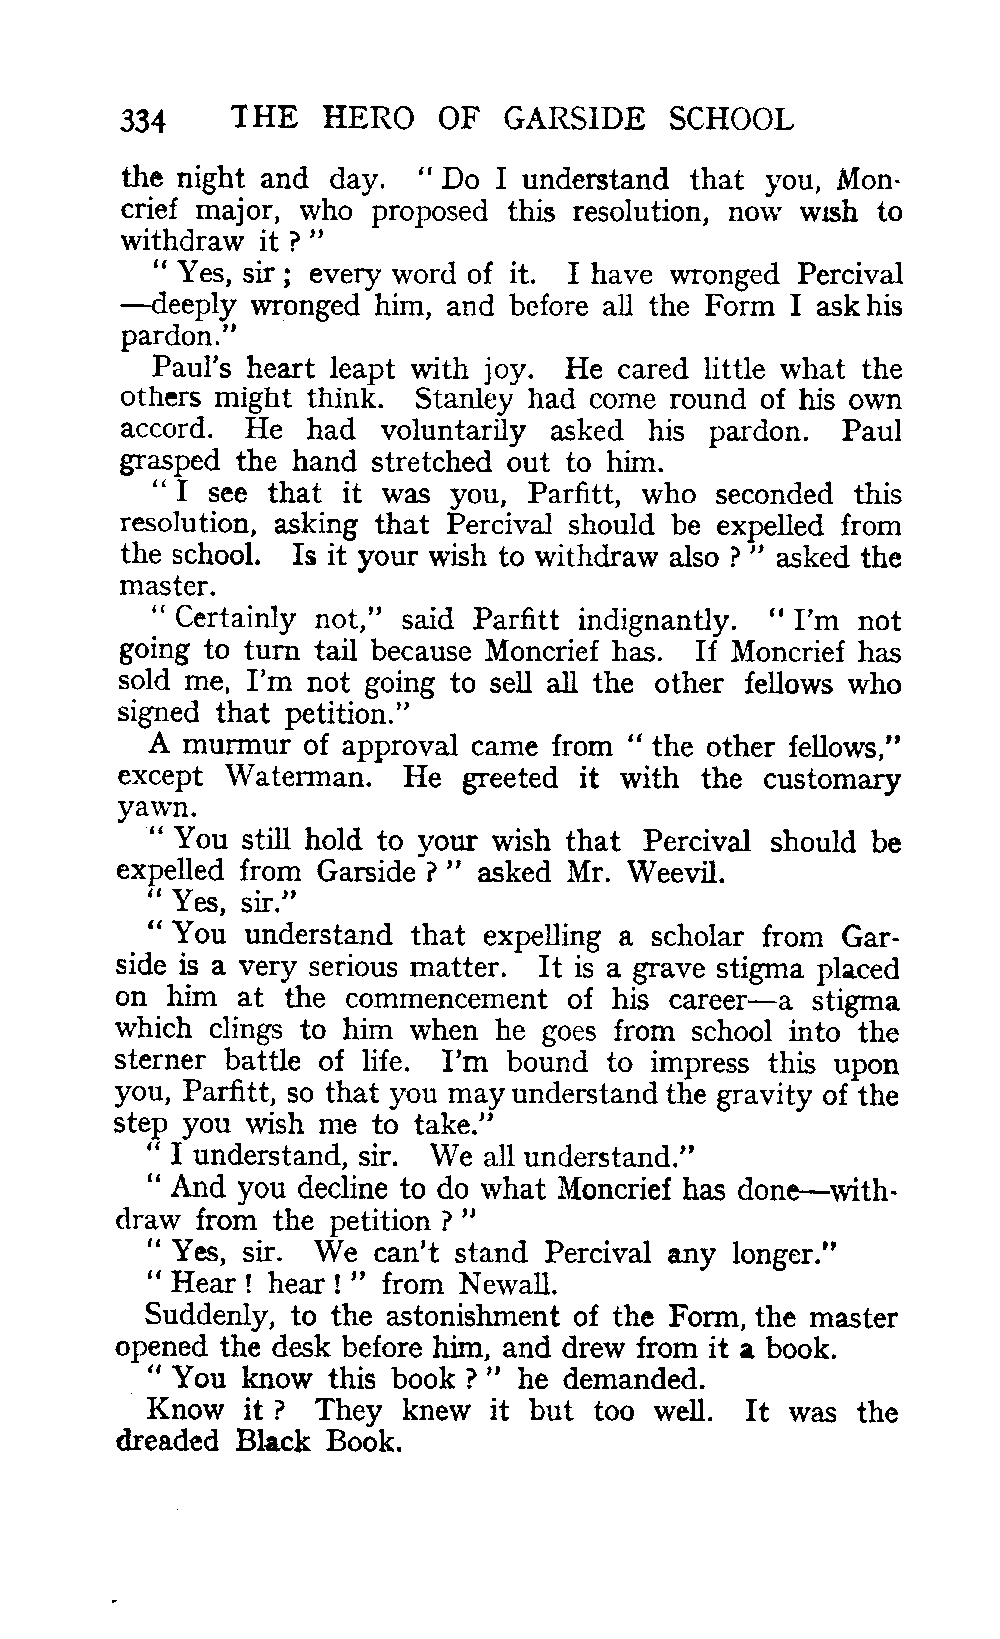 334 THE HERO OF GARSIDE SCHOOL
the night and day. " Do I understand that you, Mon-
crief major, who proposed this resolution, now wish to
withdraw it ? "
" Yes, sir ; every word of it. I have wronged Percival
—deeply wronged him, and before all the Form I ask his
pardon."
Paul's heart leapt with joy. He cared little what the
others might think. Stanley had come round of his own
accord. He had voluntarily asked his pardon. Paul
grasped the hand stretched out to him.
" I see that it was you, Parfitt, who seconded this
resolution, asking that Percival should be expelled from
the school. Is it your wish to withdraw also ? " asked the
master.
" Certainly not," said Parfitt indignantly. " I'm not
going to turn tail because Moncrief has. If Moncrief has
sold me, I'm not going to sell all the other fellows who
signed that petition."
A murmur of approval came from " the other fellows,"
except Waterman. He greeted it with the customary
yawn.
" You still hold to your wish that Percival should be
expelled from Garside ? " asked Mr. Weevil.
" Yes, sir."
" You understand that expelling a scholar from Gar-
side is a very serious matter. It is a grave stigma placed
on him at the commencement of his career—a stigma
which clings to him when he goes from school into the
sterner battle of life. I'm bound to impress this upon
you, Parfitt, so that you may understand the gravity of the
step you wish me to take."
" I understand, sir. We all understand."
" And you decline to do what Moncrief has done—with-
draw from the petition ? "
" Yes, sir. We can't stand Percival any longer."
" Hear ! hear ! " from Newall.
Suddenly, to the astonishment of the Form, the master
opened the desk before him, and drew from it a book.
" You know this book ? " he demanded.
Know it ? They knew it but too well. It was the
dreaded Black Book.